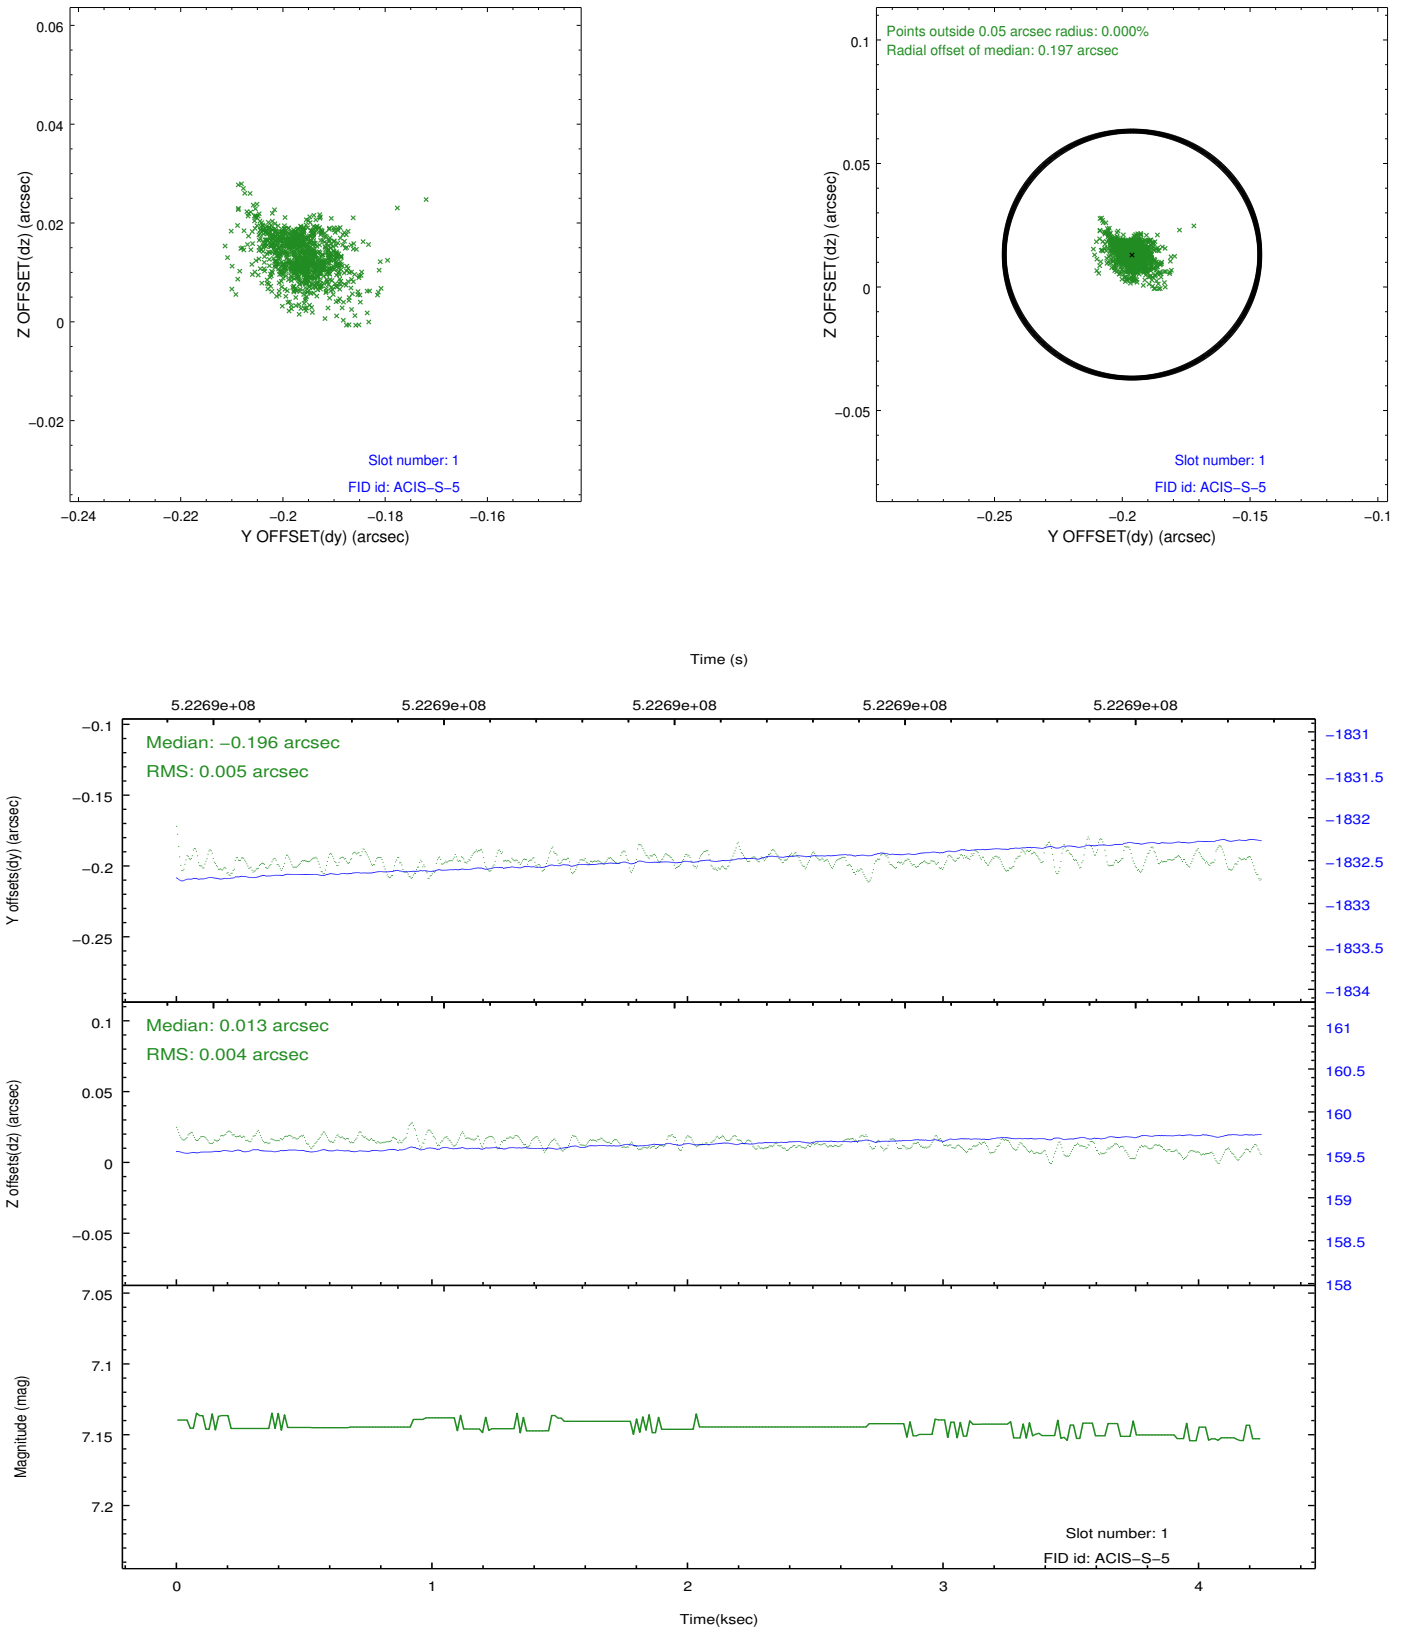 0.06
0.04
0.02
0
−0.02
Z OFFSET(dz) (arcsec)
Slot number: 1
FID id: ACIS−S−5
−0.24
−0.22
−0.2
−0.18
−0.16
Y OFFSET(dy) (arcsec)
Points outside 0.05 arcsec radius: 0.000%
Radial offset of median: 0.197 arcsec
0.1
0.05
0
−0.05
Z OFFSET(dz) (arcsec)
Slot number: 1
FID id: ACIS−S−5
−0.25
−0.2
−0.15
−0.1
Y OFFSET(dy) (arcsec)
Time (s)
5.2269e+08
5.2269e+08
5.2269e+08
5.2269e+08
5.2269e+08
Median: −0.196 arcsec
RMS: 0.005 arcsec
−0.1
−0.15
−0.2
−0.25
Y offsets(dy) (arcsec)
−1831
−1831.5
−1832
−1832.5
−1833
−1833.5
−1834
Median: 0.013 arcsec
RMS: 0.004 arcsec
0.1
0.05
0
−0.05
Z offsets(dz) (arcsec)
161
160.5
160
159.5
159
158.5
158
7.05
7.1
7.15
7.2
Magnitude (mag)
Slot number: 1
FID id: ACIS−S−5
0
1
2
3
4
Time(ksec)